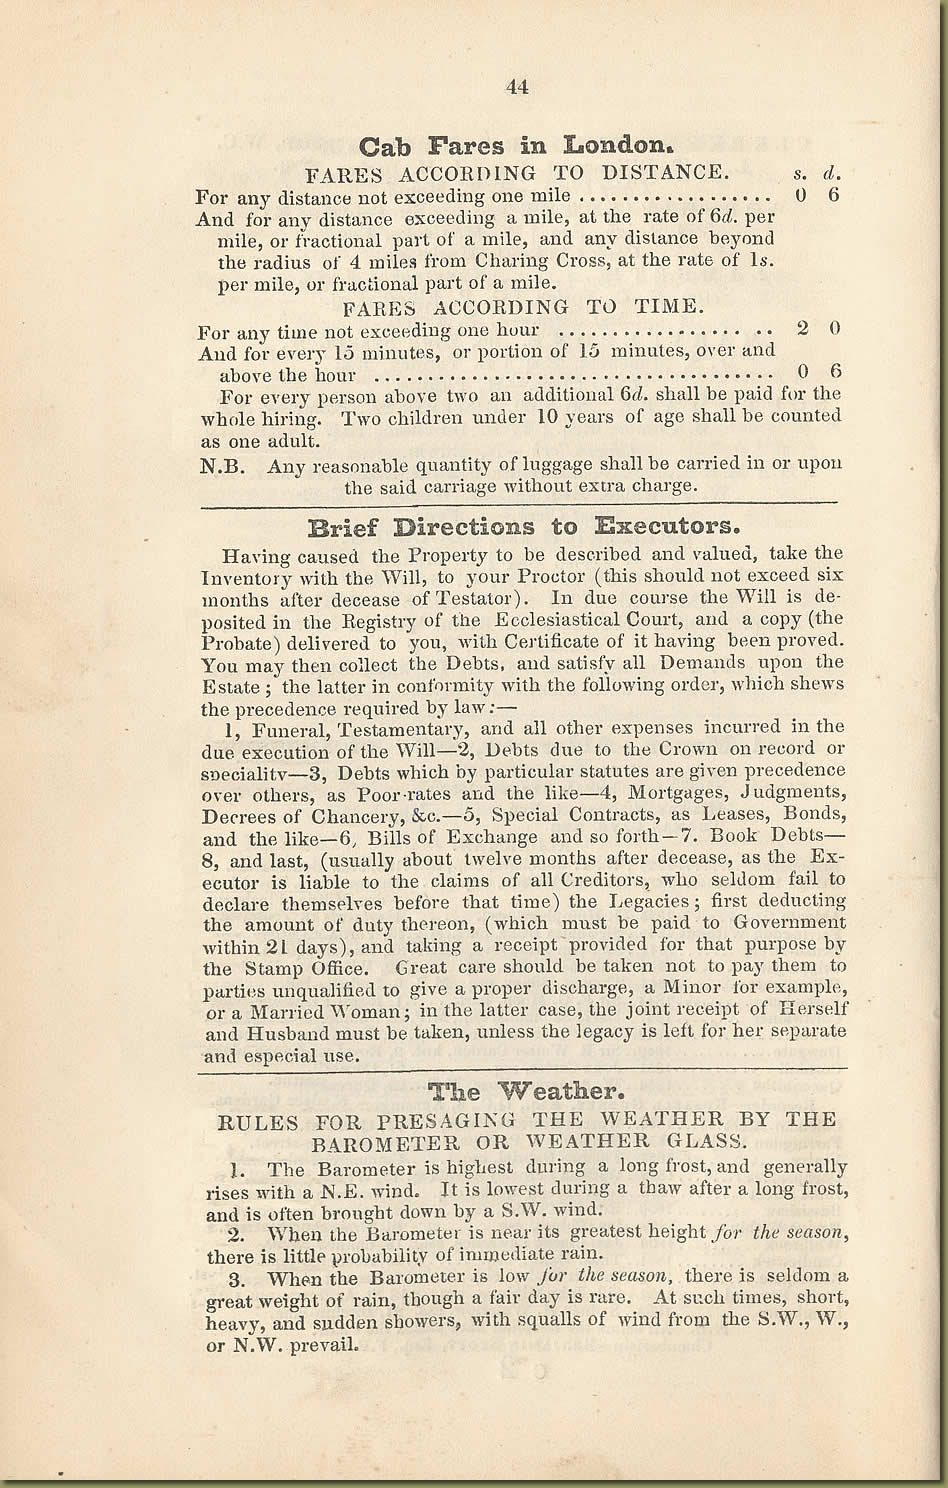 44
Cab Fares in London.
FARES ACCORDING TO DISTANCE. s. d.
For any distance not exceeding one mile .................. 0 6
And for any distance exceeding a mile, at the rate of 6d. per
mile, or fractional part of a mile, and any distance beyond
the radius of 4 miles from Charing Cross, at the rate of 1s.
per mile, or fractional part of a mile.
FARES ACCORDING TO TIME.
For any time not exceeding one hour ................. .. 2 0
And for every 15 minutes, or portion of 15 minutes, over and
above the hour ..................................... 0 6
For every person above two an additional 6d. shall be paid for the
whole hiring. Two children under 10 years of age shall be counted
as one adult.
N.B. Any reasonable quantity of luggage shall be carried in or upon
the said carriage without extra charge.
Brief Directions to Executors.
Having caused the Property to be described and valued, take the
Inventory with the Will, to your Proctor (this should not exceed six
months after decease of Testator). In due course the Will is de-
posited in the Registry of the Ecclesiastical Court, and a copy (the
Probate) delivered to you, with Certificate of it having been proved.
You may then collect the Debts, and satisfy all Demands upon the
Estate; the latter in conformity with the following order, which shews
the precedence required by law:—
1, Funeral, Testamentary, and all other expenses incurred in the
due execution of the Will—2, Debts due to the Crown on record or
speciality—3, Debts which by particular statutes are given precedence
over others, as Poor-rates and the like—4, Mortgages, Judgments,
Decrees of Chancery, &c.—5, Special Contracts, as Leases, Bonds,
and the like—6, Bills of Exchange and so forth—7. Book Debts—
8, and last, (usually about twelve months after decease, as the Ex-
ecutor is liable to the claims of all Creditors, who seldom fail to
declare themselves before that time) the Legacies; first deducting
the amount of duty thereon, (which must be paid to Government
within 21 days), and taking a receipt provided for that purpose by
the Stamp Office. Great care should be taken not to pay them to
parties unqualified to give a proper discharge, a Minor for example,
or a Married Woman; in the latter case, the joint receipt of Herself
and Husband must be taken, unless the legacy is left for her separate
and especial use.
The Weather.
RULES FOR PRESAGING THE WEATHER BY THE
BAROMETER OR WEATHER GLASS.
1. The Barometer is highest during a long frost, and generally
rises with a N.E. wind. It is lowest during a thaw after a long frost,
and is often brought down by a S.W. wind.
2. When the Barometer is near its greatest height for the season,
there is little probability of immediate rain.
3. When the Barometer is low for the season, there is seldom a
great weight of rain, though a fair day is rare. At such times, short,
heavy, and sudden showers, with squalls of wind from the S.W., W.,
or N.W. prevail.